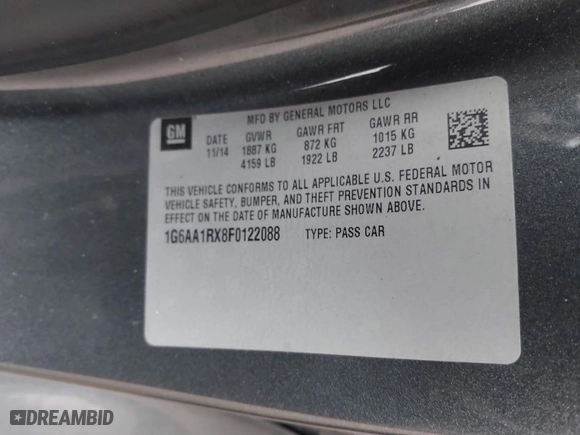 MFD BY GENERAL MOTORS LLC
GM
DATE GVWR GAWR FRT GAWR RR
11/14 1887 KG 872 KG 1015 KG
4159 LB 1922 LB 2237 LB
THIS VEHICLE CONFORMS TO ALL APPLICABLE U.S. FEDERAL MOTOR
VEHICLE SAFETY, BUMPER, AND THEFT PREVENTION STANDARDS IN
EFFECT ON THE DATE OF MANUFACTURE SHOWN ABOVE.
1G6AA1RX8F0122088 TYPE: PASS CAR
DREAMBID